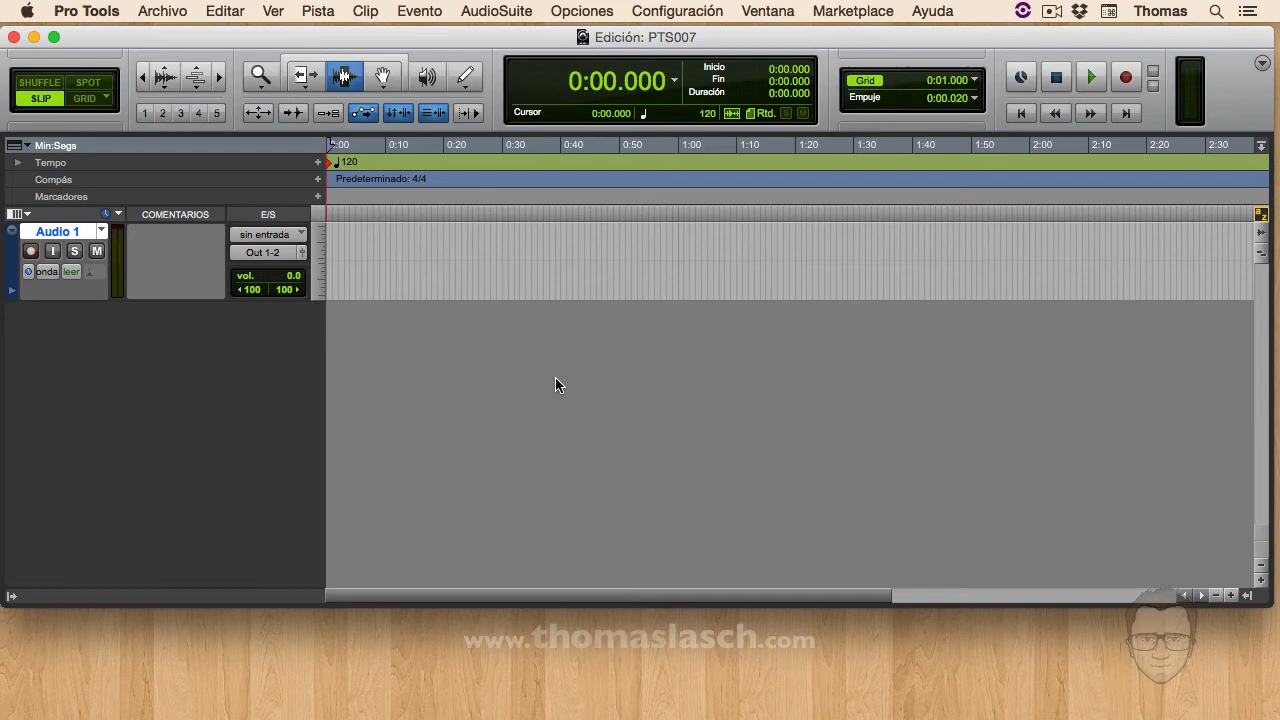 Pro Tools Archivo Editar Ver Pista Clip Evento AudioSuite Opciones Configuración Ventana Marketplace Ayuda Thomas
Edición: PTS007
SHUFFLE SPOT
SLIP GRID
1 2 3 4 5
0:00.000
Inicio 0:00.000
Fin 0:00.000
Duración 0:00.000
Cursor 0:00.000 120 Rtd. S M
Grid 0:01.000
Empuje 0:00.020
Min:Segs 0:00 0:10 0:20 0:30 0:40 0:50 1:00 1:10 1:20 1:30 1:40 1:50 2:00 2:10 2:20 2:30
Tempo + 120
Compás + Predeterminado: 4/4
Marcadores +
COMENTARIOS E/S
a z
Audio 1
sin entrada
I S M
Out 1-2
onda leer
vol. 0.0
100 100
www.thomaslasch.com